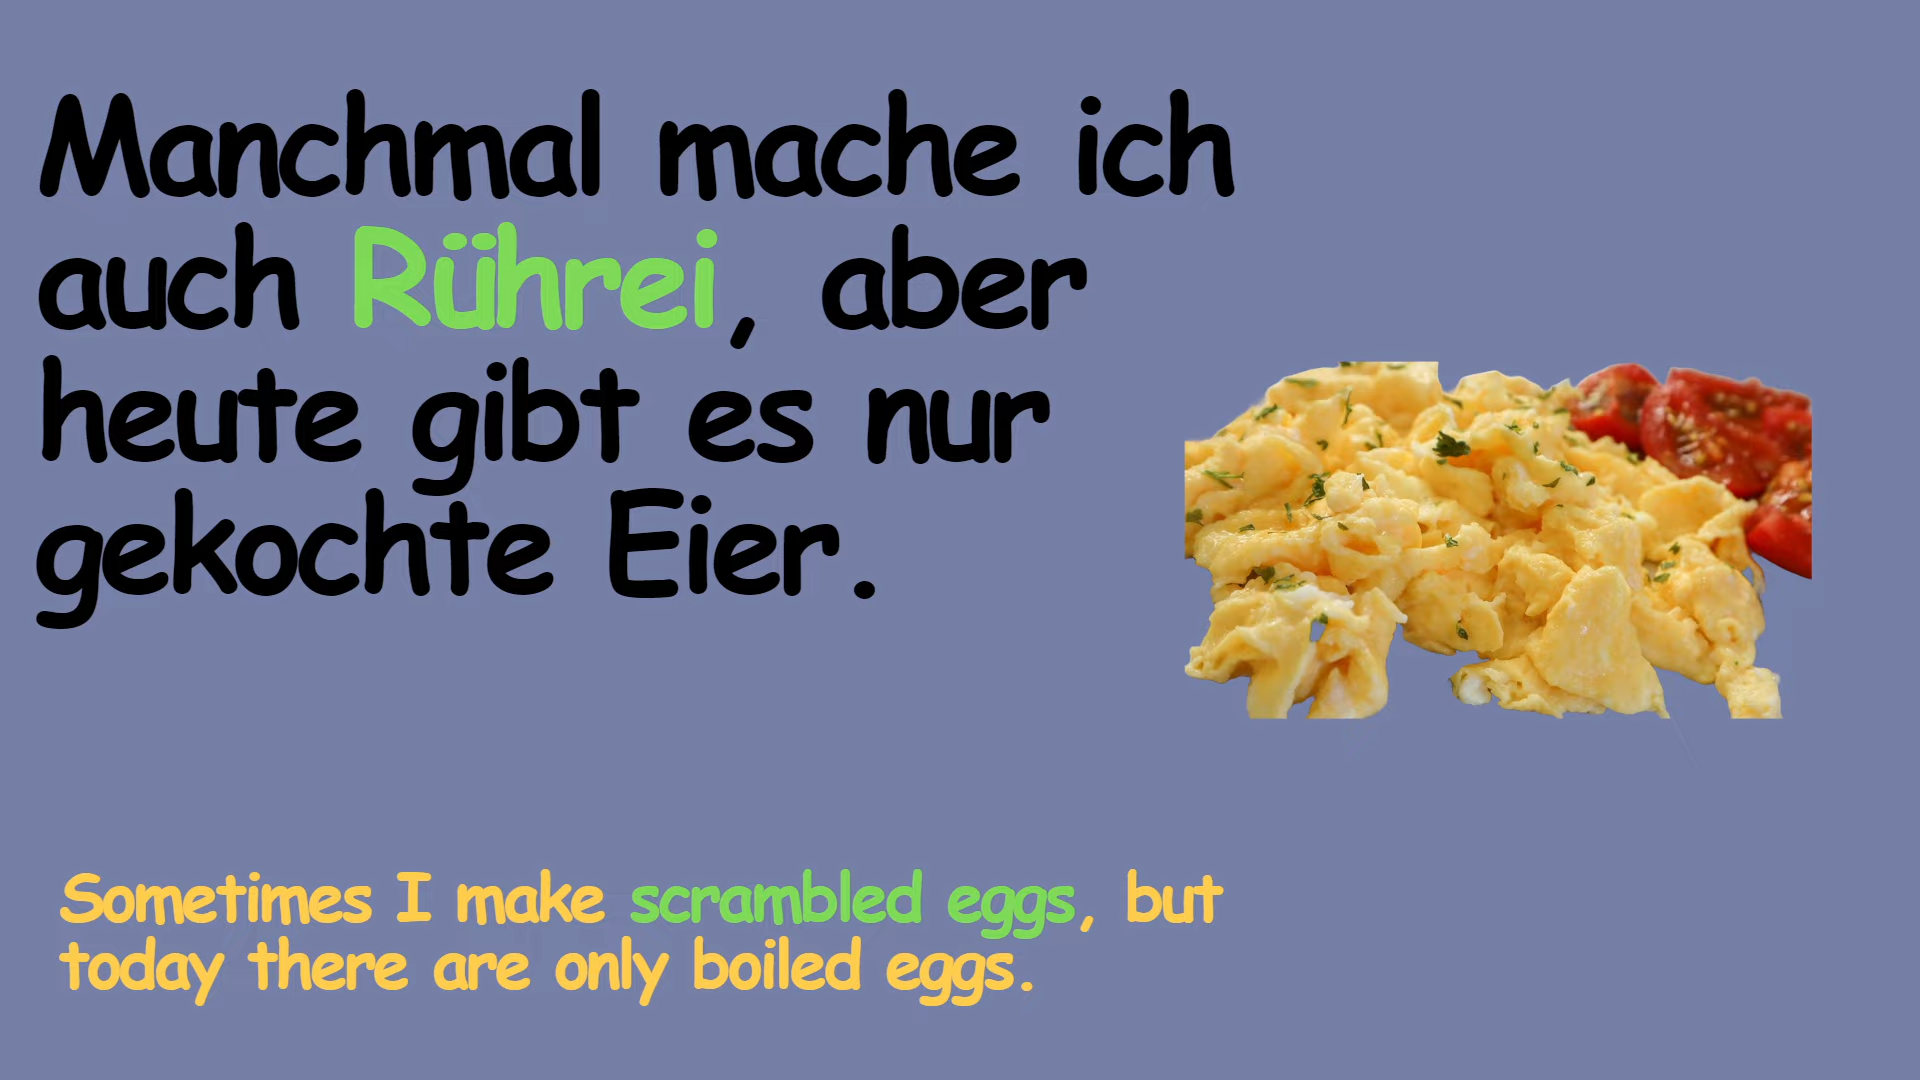 Manchmal mache ich
auch Rührei, aber
heute gibt es nur
gekochte Eier.
Sometimes I make scrambled eggs, but
today there are only boiled eggs.